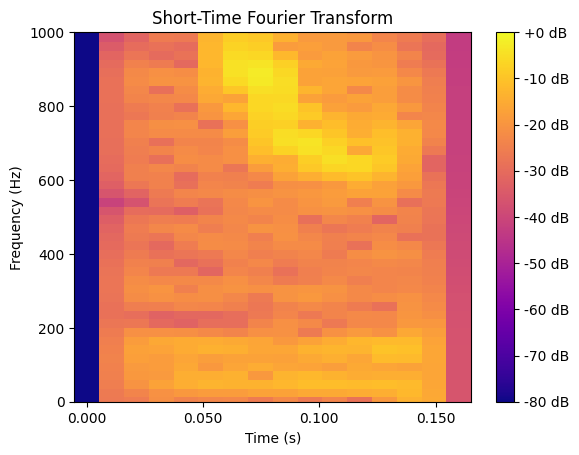 Short-Time Fourier Transform
1000
800
600
400
200
0
Frequency (Hz)
0.000
0.050
0.100
0.150
Time (s)
+0 dB
-10 dB
-20 dB
-30 dB
-40 dB
-50 dB
-60 dB
-70 dB
-80 dB